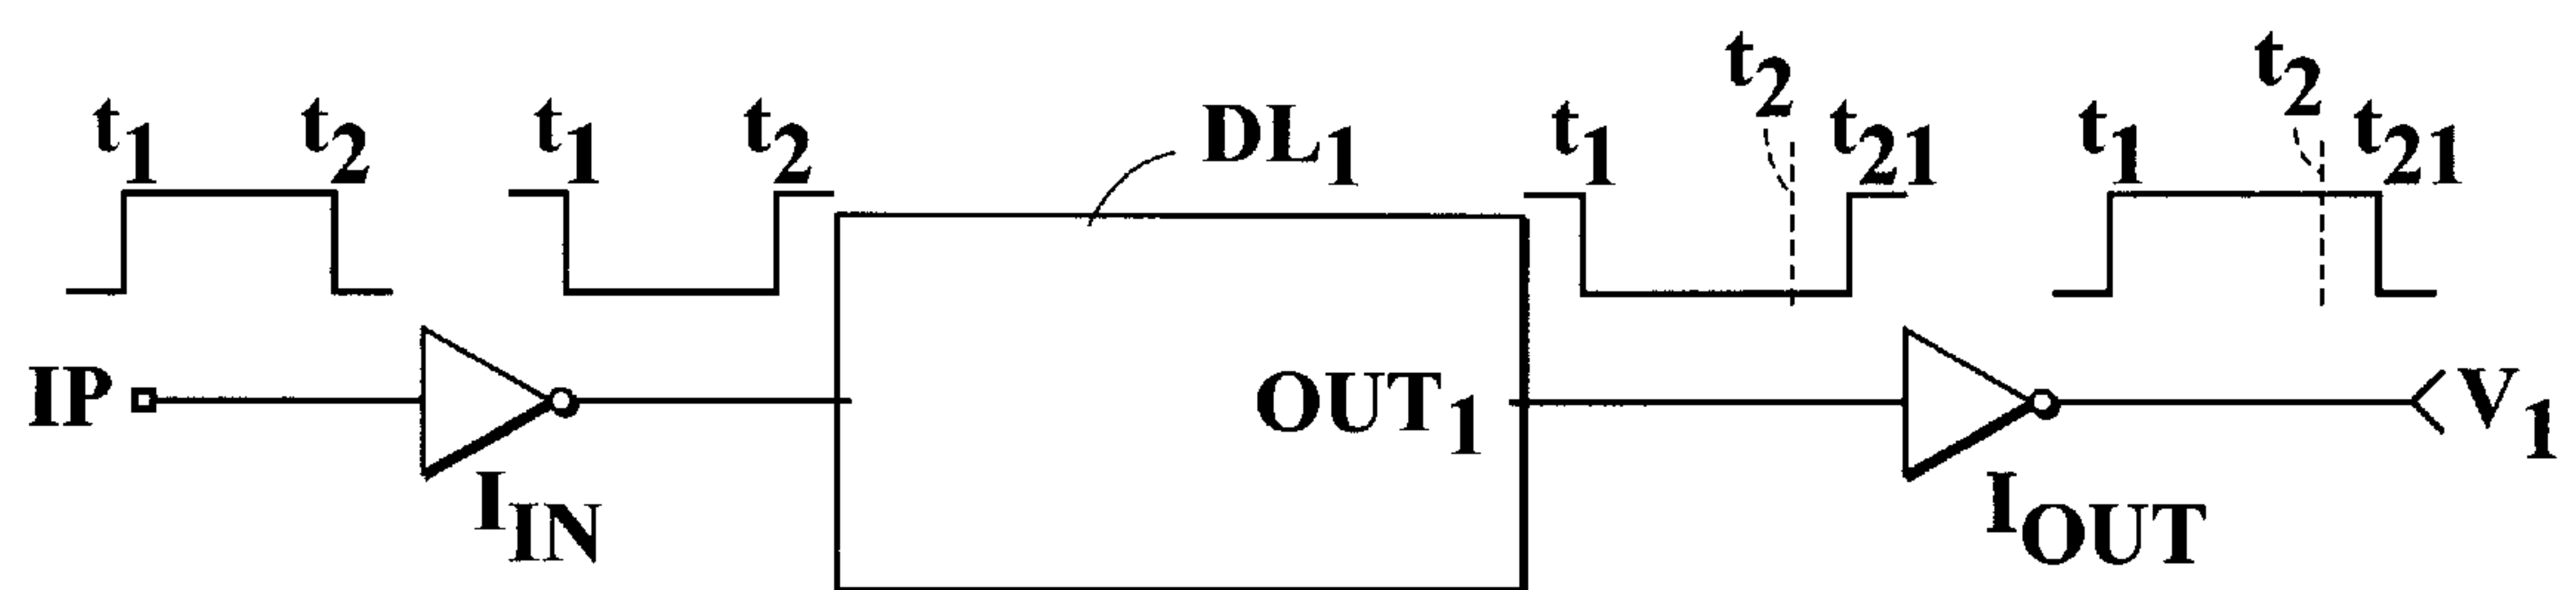 t2 t2
t1 t2 t1 t2 DL1 t1 t21 t1 t21
IP OUT1 V1
IIN IOUT